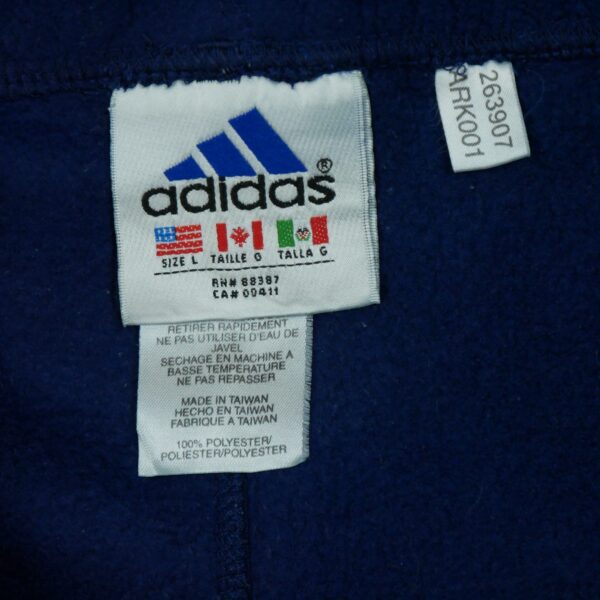 adidas®
SIZE L TAILLE G TALLA G
RN# 88387
CA# 00411
RETIRER RAPIDEMENT
NE PAS UTILISER D'EAU DE
JAVEL
SECHAGE EN MACHINE A
BASSE TEMPERATURE
NE PAS REPASSER
MADE IN TAIWAN
HECHO EN TAIWAN
FABRIQUE A TAIWAN
100% POLYESTER/
POLIESTER/POLYESTER
263907
ARK001